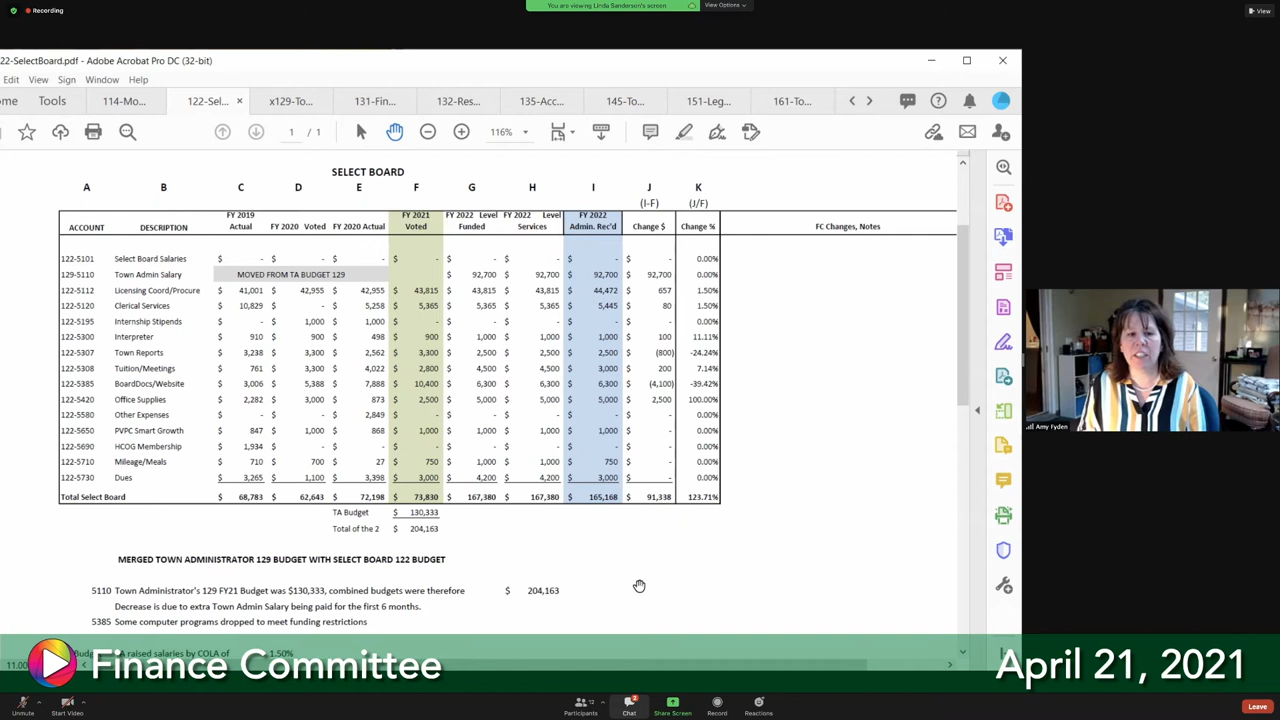 Recording
You are viewing Linda Sanderson's screen
View Options
View
22-SelectBoard.pdf - Adobe Acrobat Pro DC (32-bit)
Edit View Sign Window Help
ome Tools 114-Mo... 122-Sel... × x129-To... 131-Fin... 132-Res... 135-Acc... 145-To... 151-Leg... 161-To...
1 / 1 116%
SELECT BOARD
A B C D E F G H I J K
(I-F) (J/F)
ACCOUNT DESCRIPTION FY 2019 Actual FY 2020 Voted FY 2020 Actual FY 2021 Voted FY 2022 Level Funded FY 2022 Level Services FY 2022 Admin. Rec'd Change $ Change % FC Changes, Notes
122-5101 Select Board Salaries $ - $ - $ - $ - $ - $ - $ - $ - 0.00%
129-5110 Town Admin Salary MOVED FROM TA BUDGET 129 $ 92,700 $ 92,700 $ 92,700 $ 92,700 0.00%
122-5112 Licensing Coord/Procure $ 41,001 $ 42,955 $ 42,955 $ 43,815 $ 43,815 $ 43,815 $ 44,472 $ 657 1.50%
122-5120 Clerical Services $ 10,829 $ - $ 5,258 $ 5,365 $ 5,365 $ 5,365 $ 5,445 $ 80 1.50%
122-5195 Internship Stipends $ - $ 1,000 $ 1,000 $ - $ - $ - $ - $ - 0.00%
122-5300 Interpreter $ 910 $ 900 $ 498 $ 900 $ 1,000 $ 1,000 $ 1,000 $ 100 11.11%
122-5307 Town Reports $ 3,238 $ 3,300 $ 2,562 $ 3,300 $ 2,500 $ 2,500 $ 2,500 $ (800) -24.24%
122-5308 Tuition/Meetings $ 761 $ 3,300 $ 4,022 $ 2,800 $ 4,500 $ 4,500 $ 3,000 $ 200 7.14%
122-5385 BoardDocs/Website $ 3,006 $ 5,388 $ 7,888 $ 10,400 $ 6,300 $ 6,300 $ 6,300 $ (4,100) -39.42%
122-5420 Office Supplies $ 2,282 $ 3,000 $ 873 $ 2,500 $ 5,000 $ 5,000 $ 5,000 $ 2,500 100.00%
122-5580 Other Expenses $ - $ - $ 2,849 $ - $ - $ - $ - $ - 0.00%
122-5650 PVPC Smart Growth $ 847 $ 1,000 $ 868 $ 1,000 $ 1,000 $ 1,000 $ 1,000 $ - 0.00%
122-5690 HCOG Membership $ 1,934 $ - $ - $ - $ - $ - $ - $ - 0.00%
122-5710 Mileage/Meals $ 710 $ 700 $ 27 $ 750 $ 1,000 $ 1,000 $ 750 $ - 0.00%
122-5730 Dues $ 3,265 $ 1,100 $ 3,398 $ 3,000 $ 4,200 $ 4,200 $ 3,000 $ - 0.00%
Total Select Board $ 68,783 $ 62,643 $ 72,198 $ 73,830 $ 167,380 $ 167,380 $ 165,168 $ 91,338 123.71%
TA Budget $ 130,333
Total of the 2 $ 204,163
MERGED TOWN ADMINISTRATOR 129 BUDGET WITH SELECT BOARD 122 BUDGET
5110 Town Administrator's 129 FY21 Budget was $130,333, combined budgets were therefore $ 204,163
Decrease is due to extra Town Admin Salary being paid for the first 6 months.
5385 Some computer programs dropped to meet funding restrictions
Amy Fyden
raised salaries by COLA of 1.50%
11.00
Finance Committee
April 21, 2021
Unmute Start Video Participants 12 Chat 2 Share Screen Record Reactions Leave